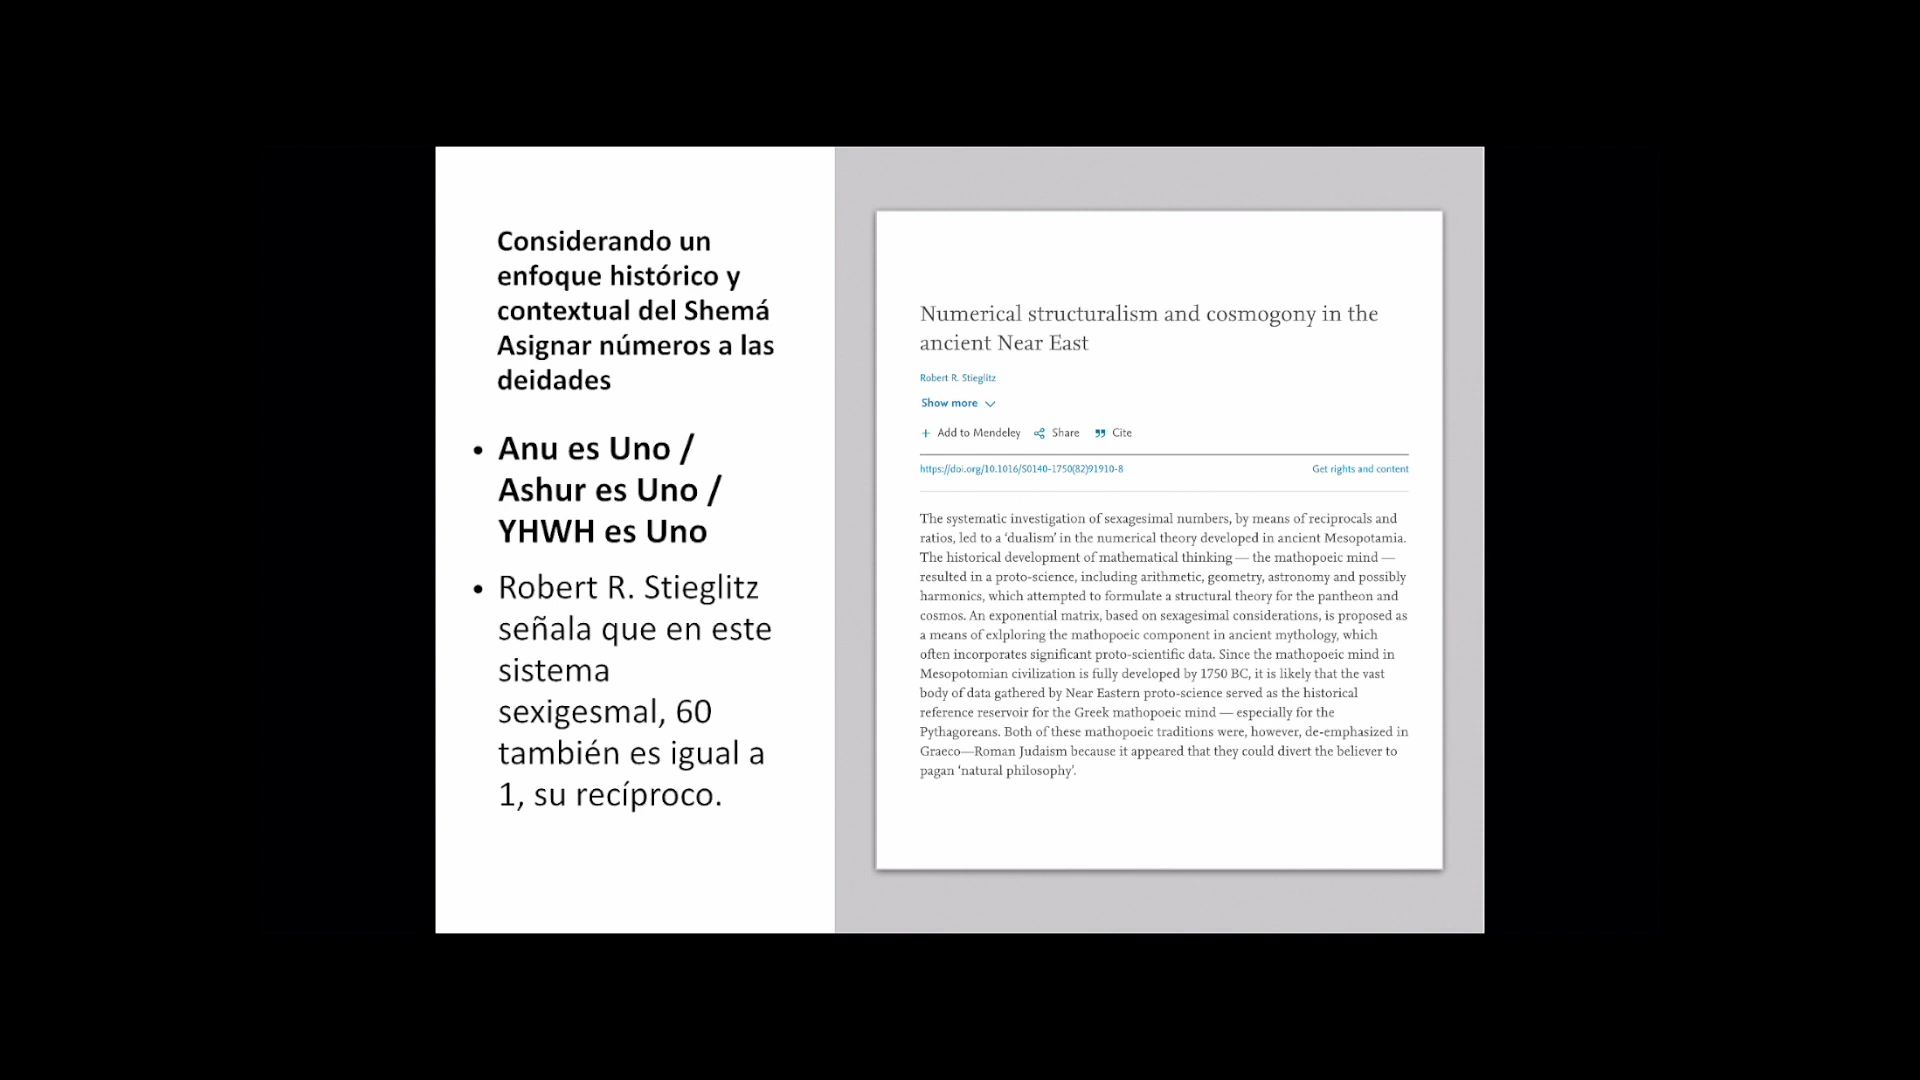 Considerando un
enfoque histórico y
contextual del Shemá
Asignar números a las
deidades
• Anu es Uno /
Ashur es Uno /
YHWH es Uno
• Robert R. Stieglitz
señala que en este
sistema
sexigesmal, 60
también es igual a
1, su recíproco.
Numerical structuralism and cosmogony in the
ancient Near East
Robert R. Stieglitz
Show more
+ Add to Mendeley Share Cite
https://doi.org/10.1016/S0140-1750(82)91910-8 Get rights and content
The systematic investigation of sexagesimal numbers, by means of reciprocals and
ratios, led to a ‘dualism’ in the numerical theory developed in ancient Mesopotamia.
The historical development of mathematical thinking — the mathopoeic mind —
resulted in a proto-science, including arithmetic, geometry, astronomy and possibly
harmonics, which attempted to formulate a structural theory for the pantheon and
cosmos. An exponential matrix, based on sexagesimal considerations, is proposed as
a means of exlploring the mathopoeic component in ancient mythology, which
often incorporates significant proto-scientific data. Since the mathopoeic mind in
Mesopotomian civilization is fully developed by 1750 BC, it is likely that the vast
body of data gathered by Near Eastern proto-science served as the historical
reference reservoir for the Greek mathopoeic mind — especially for the
Pythagoreans. Both of these mathopoeic traditions were, however, de-emphasized in
Graeco—Roman Judaism because it appeared that they could divert the believer to
pagan ‘natural philosophy’.